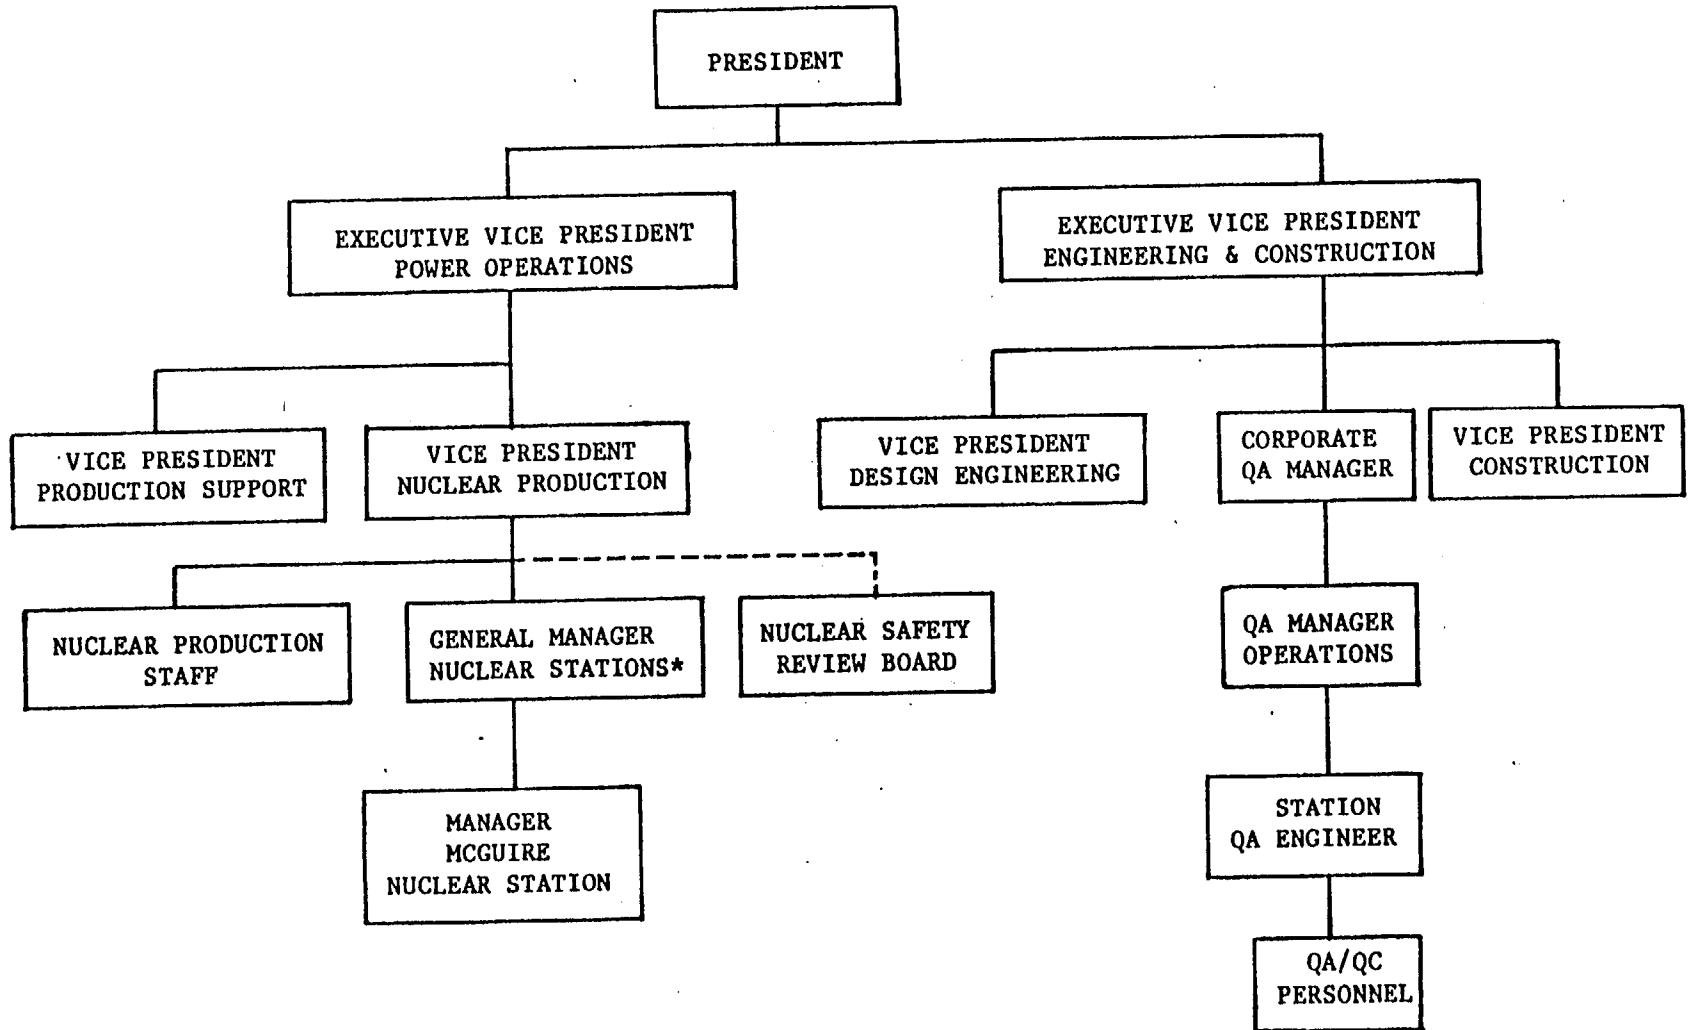 PRESIDENT
EXECUTIVE VICE PRESIDENT
POWER OPERATIONS
EXECUTIVE VICE PRESIDENT
ENGINEERING & CONSTRUCTION
VICE PRESIDENT
PRODUCTION SUPPORT
VICE PRESIDENT
NUCLEAR PRODUCTION
VICE PRESIDENT
DESIGN ENGINEERING
CORPORATE
QA MANAGER
VICE PRESIDENT
CONSTRUCTION
NUCLEAR PRODUCTION
STAFF
GENERAL MANAGER
NUCLEAR STATIONS*
NUCLEAR SAFETY
REVIEW BOARD
QA MANAGER
OPERATIONS
MANAGER
MCGUIRE
NUCLEAR STATION
STATION
QA ENGINEER
QA/QC
PERSONNEL